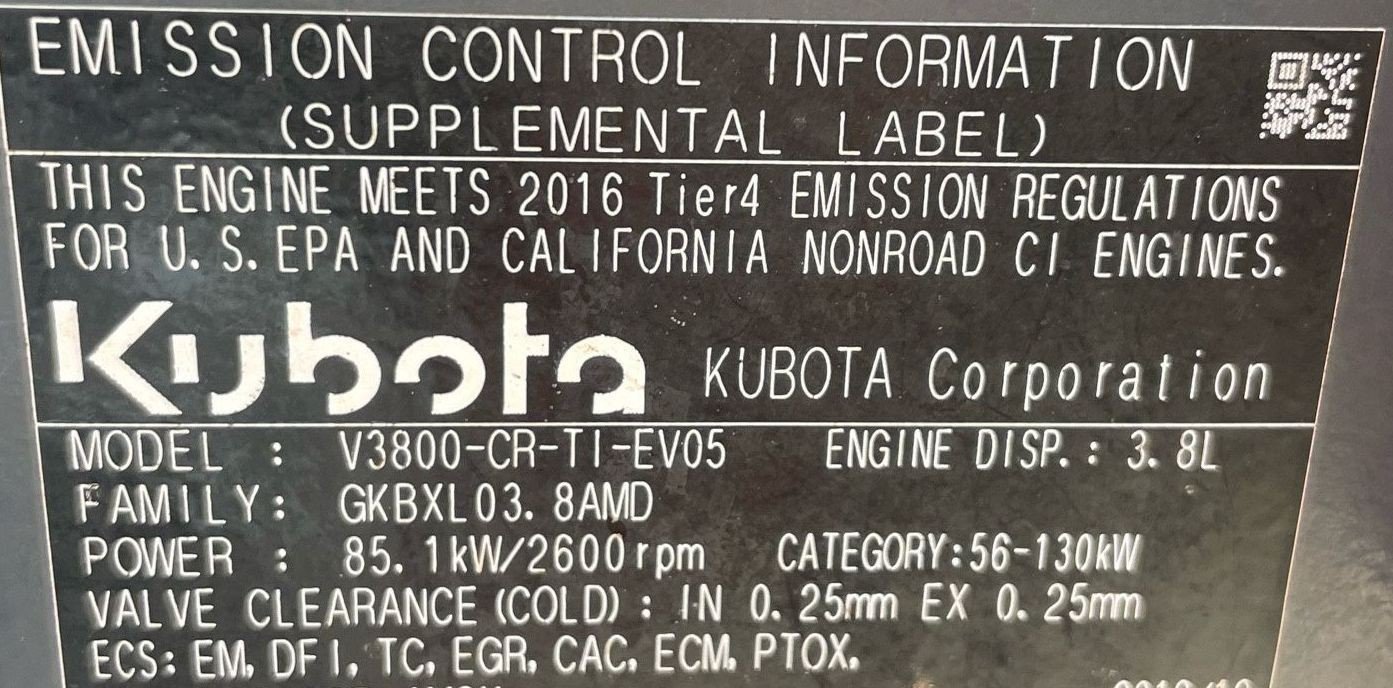 EMISSION CONTROL INFORMATION
(SUPPLEMENTAL LABEL)
THIS ENGINE MEETS 2016 Tier4 EMISSION REGULATIONS
FOR U.S.EPA AND CALIFORNIA NONROAD CI ENGINES.
Kubota KUBOTA Corporation
MODEL : V3800-CR-TI-EV05 ENGINE DISP.: 3.8L
FAMILY: GKBXL03.8AMD
POWER : 85.1kW/2600rpm CATEGORY:56-130kW
VALVE CLEARANCE (COLD) : IN 0.25mm EX 0.25mm
ECS: EM, DFI, TC, EGR, CAC, ECM, PTOX.